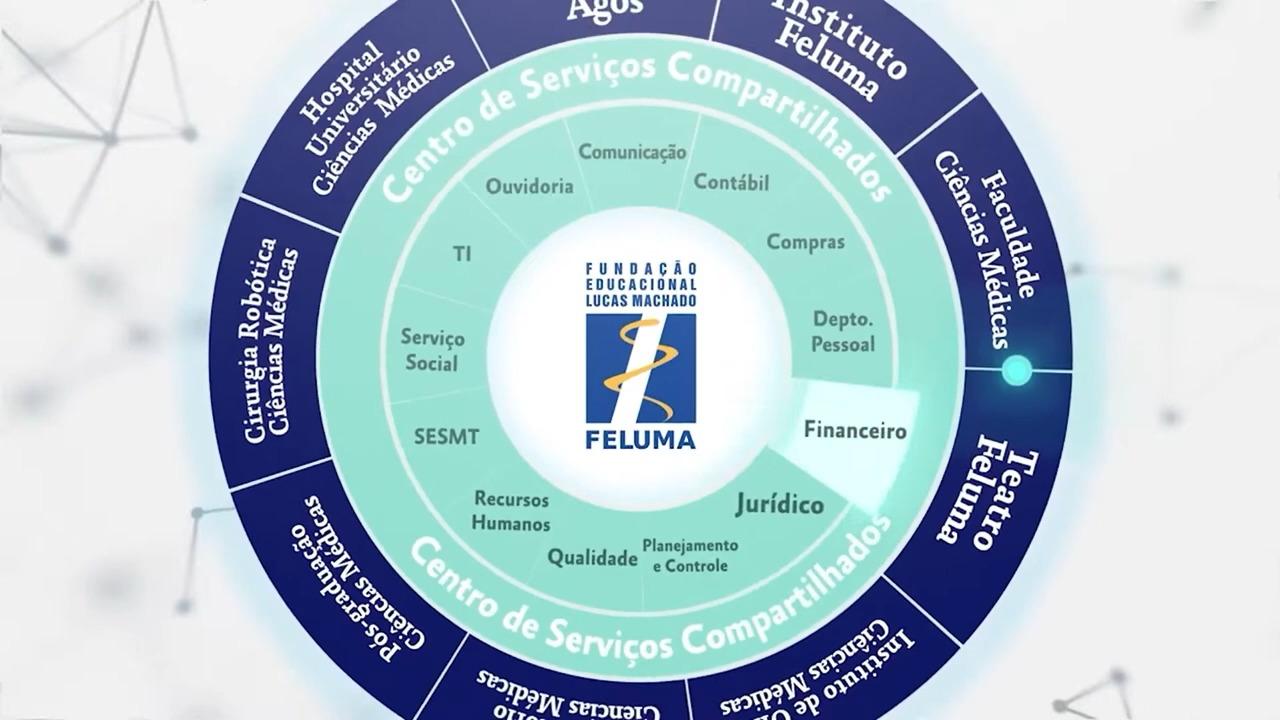 Agos
Instituto
Feluma
Hospital
Universitário
Ciências Médicas
Faculdade
Ciências Médicas
Cirurgia Robótica
Ciências Médicas
Teatro
Feluma
Pós-graduação
Ciências Médicas
Instituto de
Ciências Médicas
Ciências Médicas
Centro de Serviços Compartilhados
Comunicação
Ouvidoria
Contábil
TI
Compras
Serviço
Social
Depto.
Pessoal
SESMT
Financeiro
Recursos
Humanos
Jurídico
Qualidade
Planejamento
e Controle
Centro de Serviços Compartilhados
FUNDAÇÃO
EDUCACIONAL
LUCAS MACHADO
FELUMA